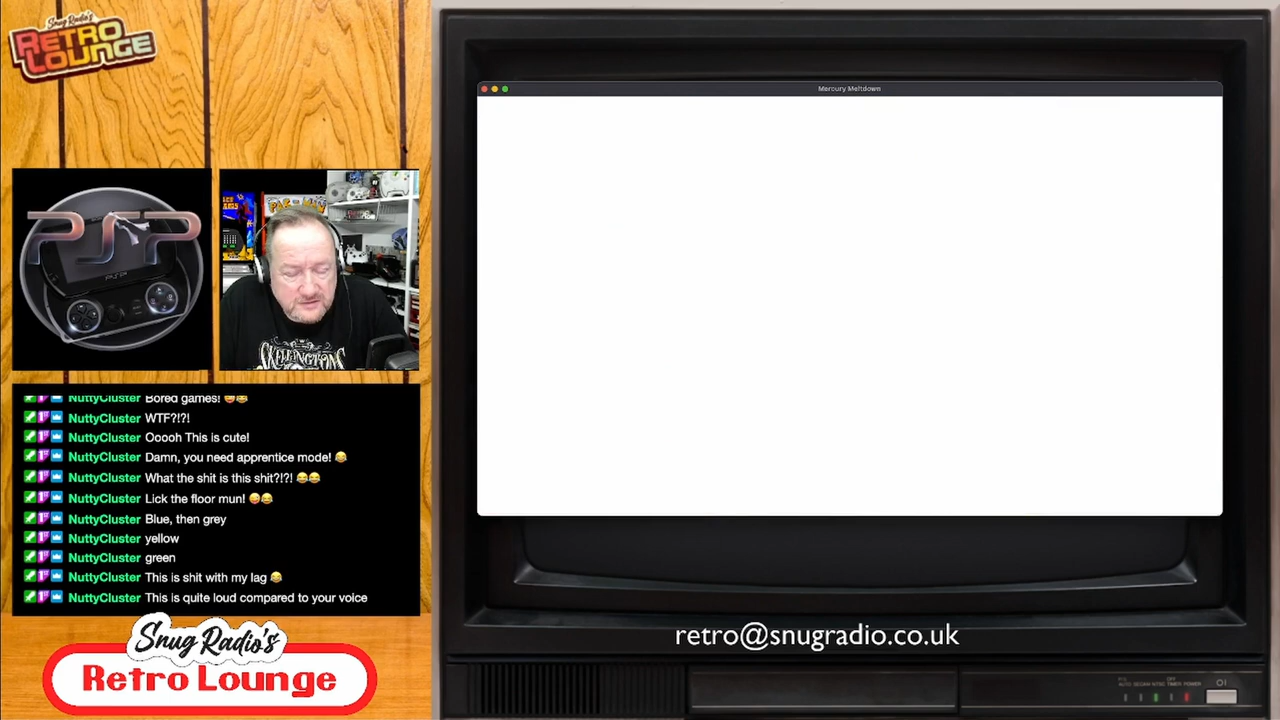 Snug Radio's
RETRO
LOUNGE
Mercury Meltdown
PSP
PAC-MAN
SKELLINGTONS
NuttyCluster Bored games! 😜😂
NuttyCluster WTF?!?!
NuttyCluster Ooooh This is cute!
NuttyCluster Damn, you need apprentice mode! 😂
NuttyCluster What the shit is this shit?!?! 😂😂
NuttyCluster Lick the floor mun! 😜😂
NuttyCluster Blue, then grey
NuttyCluster yellow
NuttyCluster green
NuttyCluster This is shit with my lag 😂
NuttyCluster This is quite loud compared to your voice
Snug Radio's
Retro Lounge
retro@snugradio.co.uk